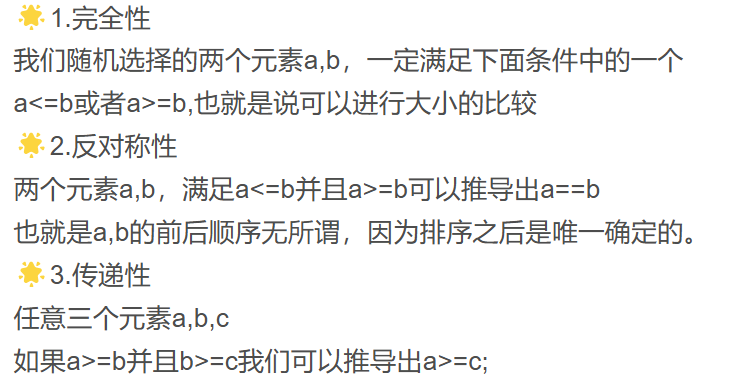 🌟1.完全性
我们随机选择的两个元素a,b，一定满足下面条件中的一个
a<=b或者a>=b,也就是说可以进行大小的比较
🌟2.反对称性
两个元素a,b，满足a<=b并且a>=b可以推导出a==b
也就是a,b的前后顺序无所谓，因为排序之后是唯一确定的。
🌟3.传递性
任意三个元素a,b,c
如果a>=b并且b>=c我们可以推导出a>=c;